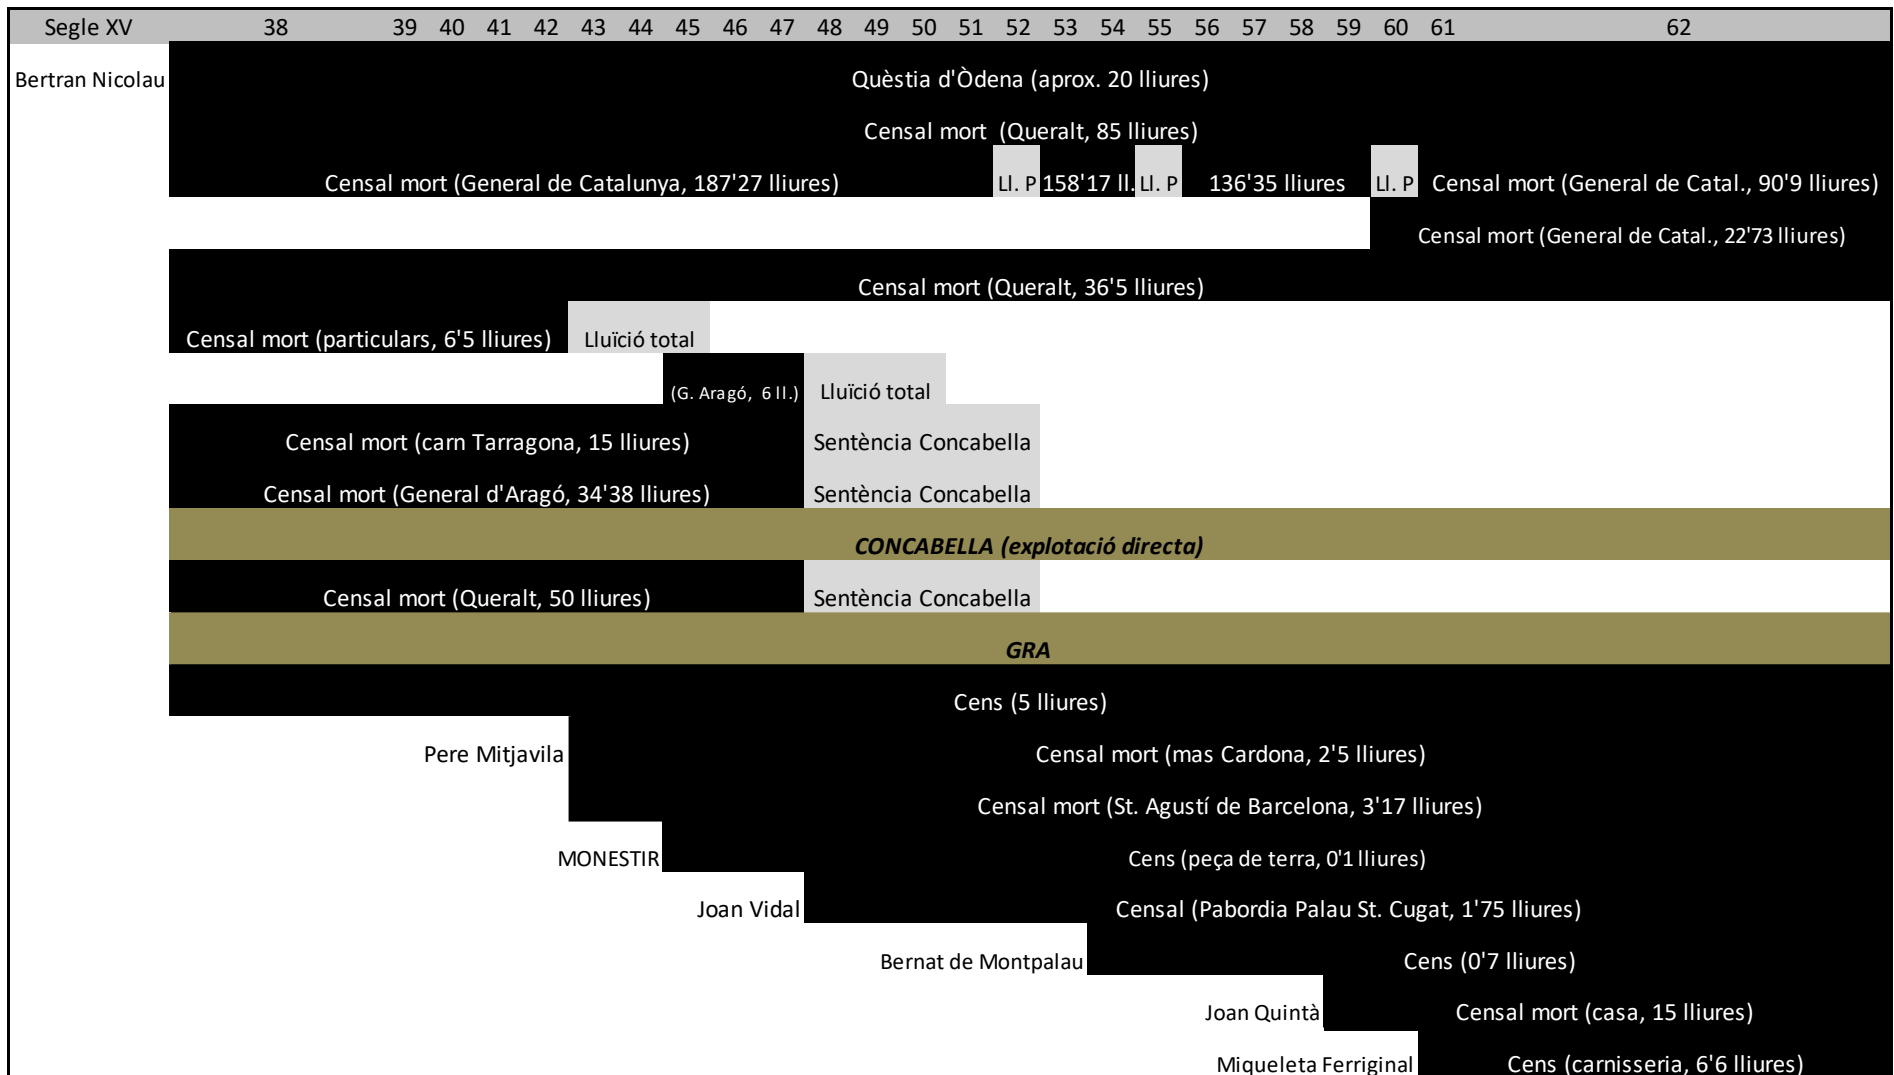 Segle XV 38 39 40 41 42 43 44 45 46 47 48 49 50 51 52 53 54 55 56 57 58 59 60 61 62
Bertran Nicolau Quèstia d'Òdena (aprox. 20 lliures)
Censal mort (Queralt, 85 lliures)
Censal mort (General de Catalunya, 187'27 lliures) Ll. P 158'17 ll. Ll. P 136'35 lliures Ll. P Censal mort (General de Catal., 90'9 lliures)
Censal mort (General de Catal., 22'73 lliures)
Censal mort (Queralt, 36'5 lliures)
Censal mort (particulars, 6'5 lliures) Lluïció total
(G. Aragó, 6 ll.) Lluïció total
Censal mort (carn Tarragona, 15 lliures) Sentència Concabella
Censal mort (General d'Aragó, 34'38 lliures) Sentència Concabella
CONCABELLA (explotació directa)
Censal mort (Queralt, 50 lliures) Sentència Concabella
GRA
Cens (5 lliures)
Pere Mitjavila Censal mort (mas Cardona, 2'5 lliures)
Censal mort (St. Agustí de Barcelona, 3'17 lliures)
MONESTIR Cens (peça de terra, 0'1 lliures)
Joan Vidal Censal (Pabordia Palau St. Cugat, 1'75 lliures)
Bernat de Montpalau Cens (0'7 lliures)
Joan Quintà Censal mort (casa, 15 lliures)
Miqueleta Ferriginal Cens (carnisseria, 6'6 lliures)